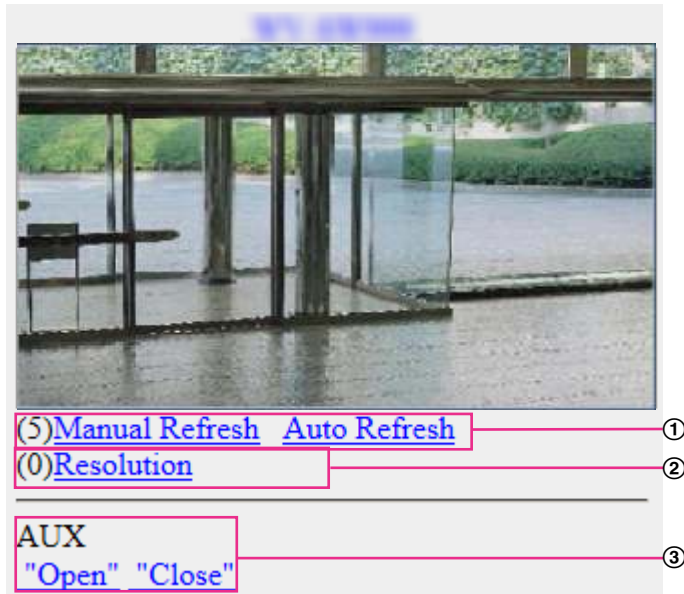 (5)Manual Refresh Auto Refresh ①
(0)Resolution ②
AUX
"Open" "Close" ③